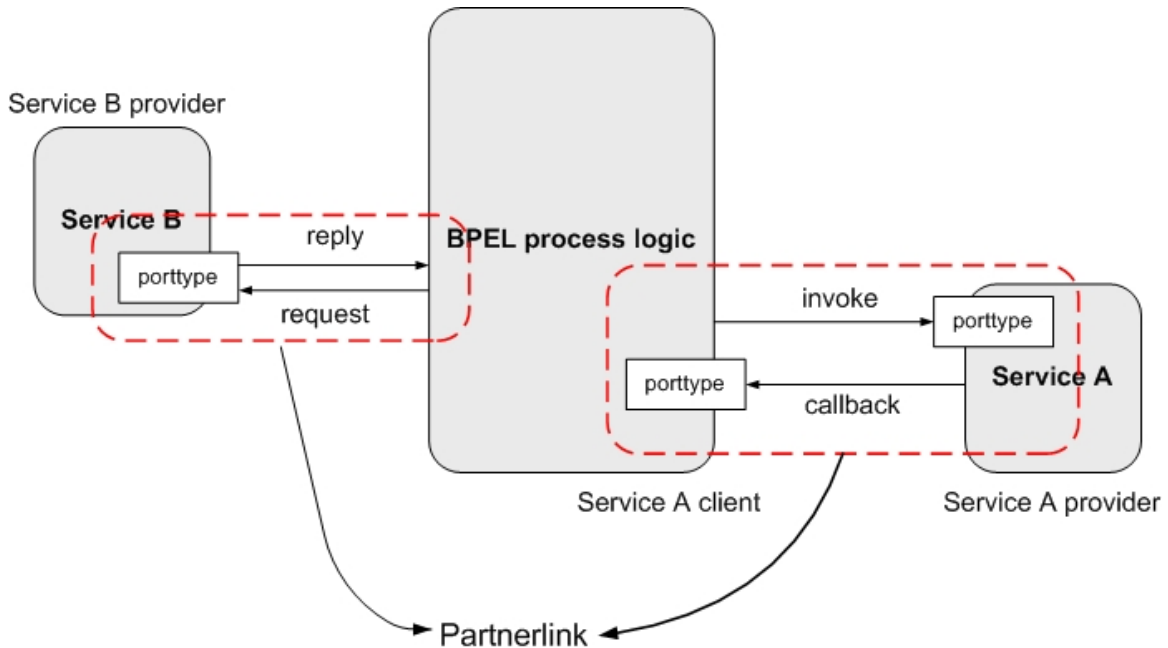 Service B provider
Service B
reply
porttype
request
BPEL process logic
invoke
porttype
porttype
Service A
callback
Service A client
Service A provider
Partnerlink